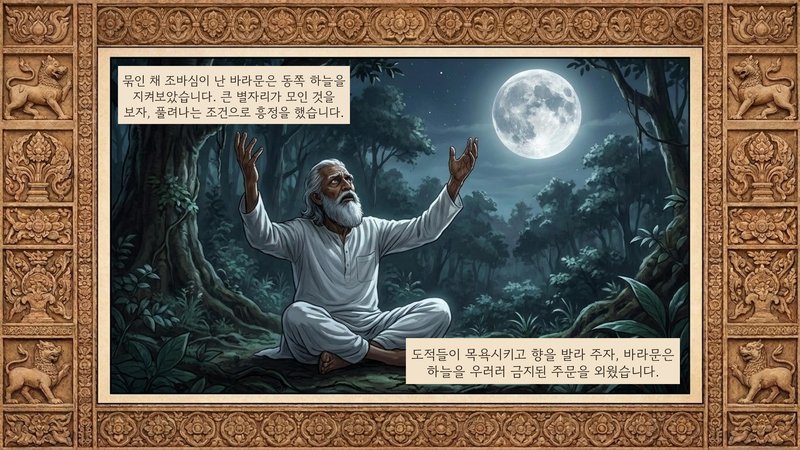 묶인 채 조바심이 난 바라문은 동쪽 하늘을
지켜보았습니다. 큰 별자리가 모인 것을
보자, 풀려나는 조건으로 흥정을 했습니다.
도적들이 목욕시키고 향을 발라 주자, 바라문은
하늘을 우러러 금지된 주문을 외웠습니다.